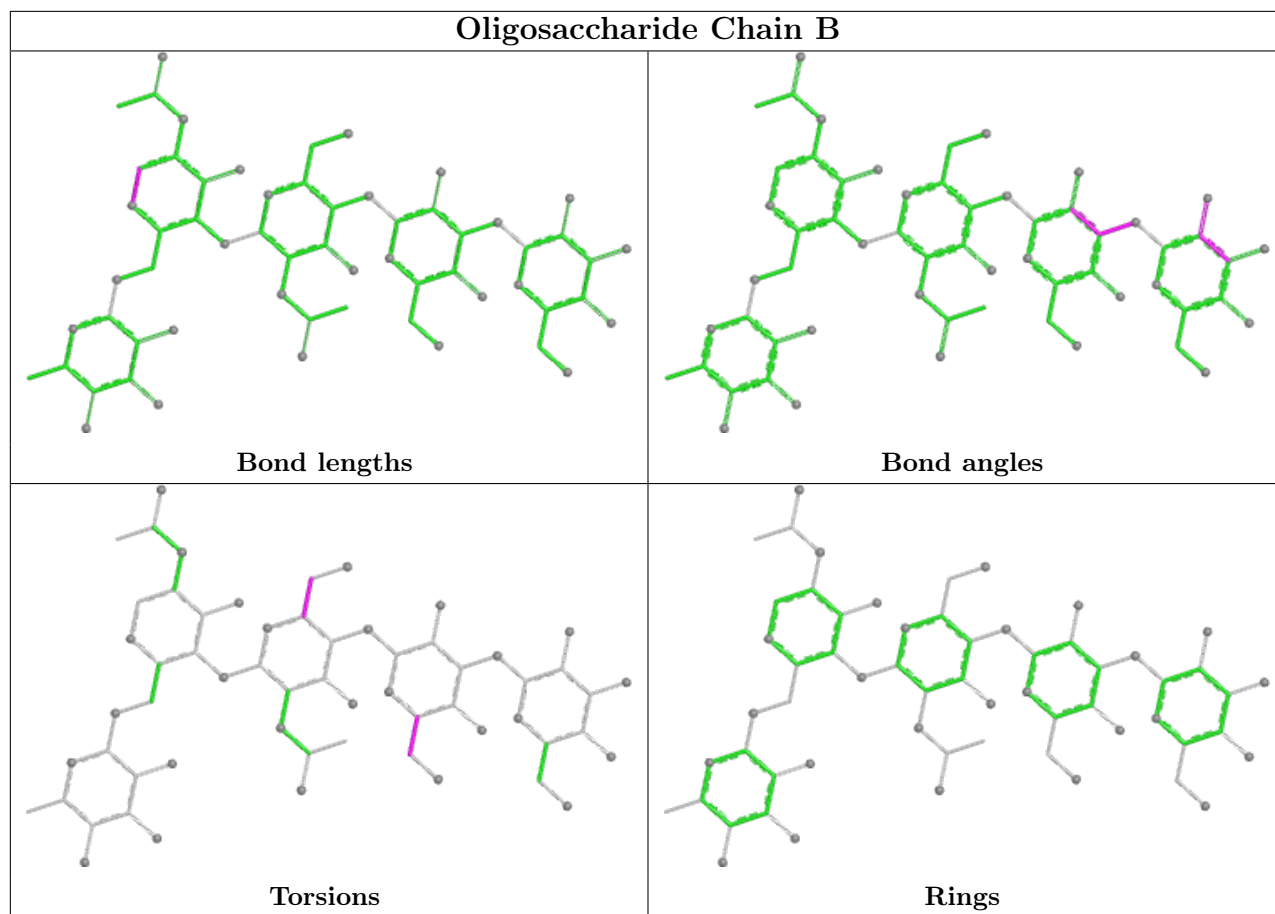 Oligosaccharide Chain B
Bond lengths
Bond angles
Torsions
Rings